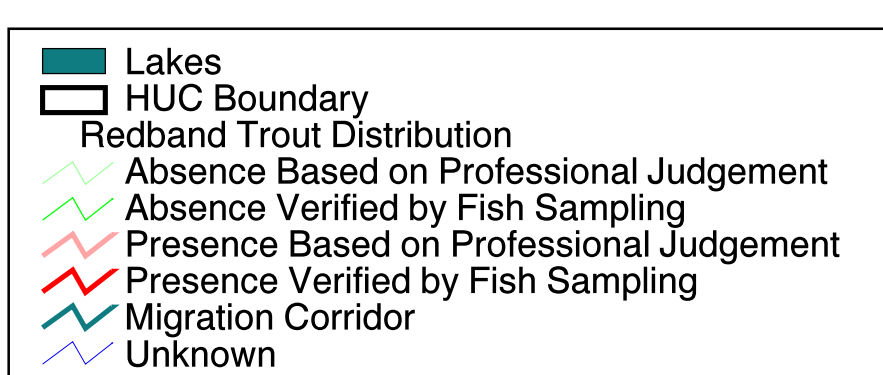 Lakes
HUC Boundary
Redband Trout Distribution
Absence Based on Professional Judgement
Absence Verified by Fish Sampling
Presence Based on Professional Judgement
Presence Verified by Fish Sampling
Migration Corridor
Unknown